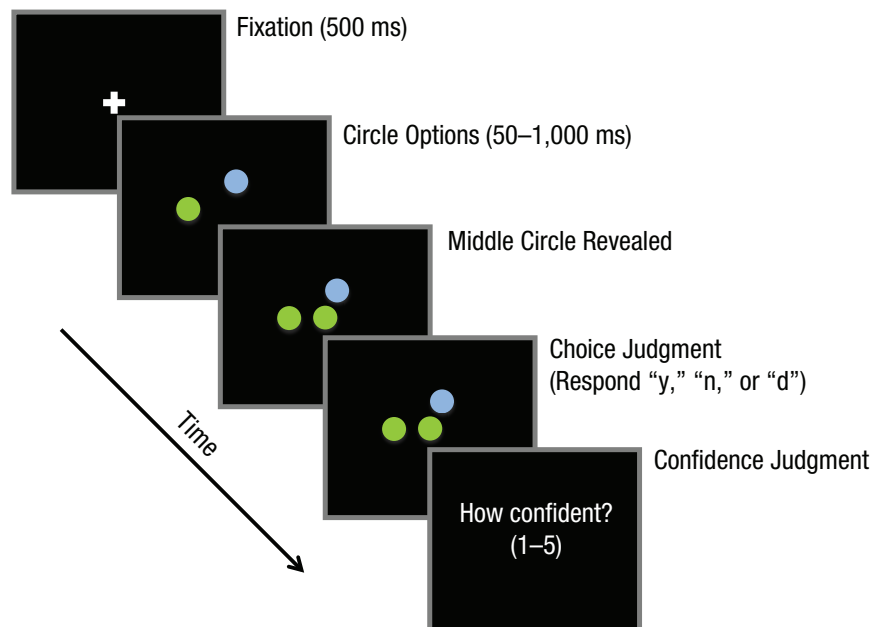 Fixation (500 ms)
Circle Options (50–1,000 ms)
Middle Circle Revealed
Choice Judgment
(Respond “y,” “n,” or “d”)
Confidence Judgment
Time
How confident?
(1–5)